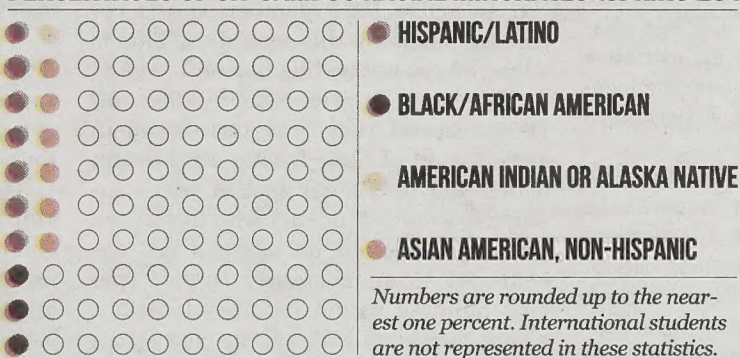 HISPANIC/LATINO
BLACK/AFRICAN AMERICAN
AMERICAN INDIAN OR ALASKA NATIVE
ASIAN AMERICAN, NON-HISPANIC
Numbers are rounded up to the near-
est one percent. International students
are not represented in these statistics.